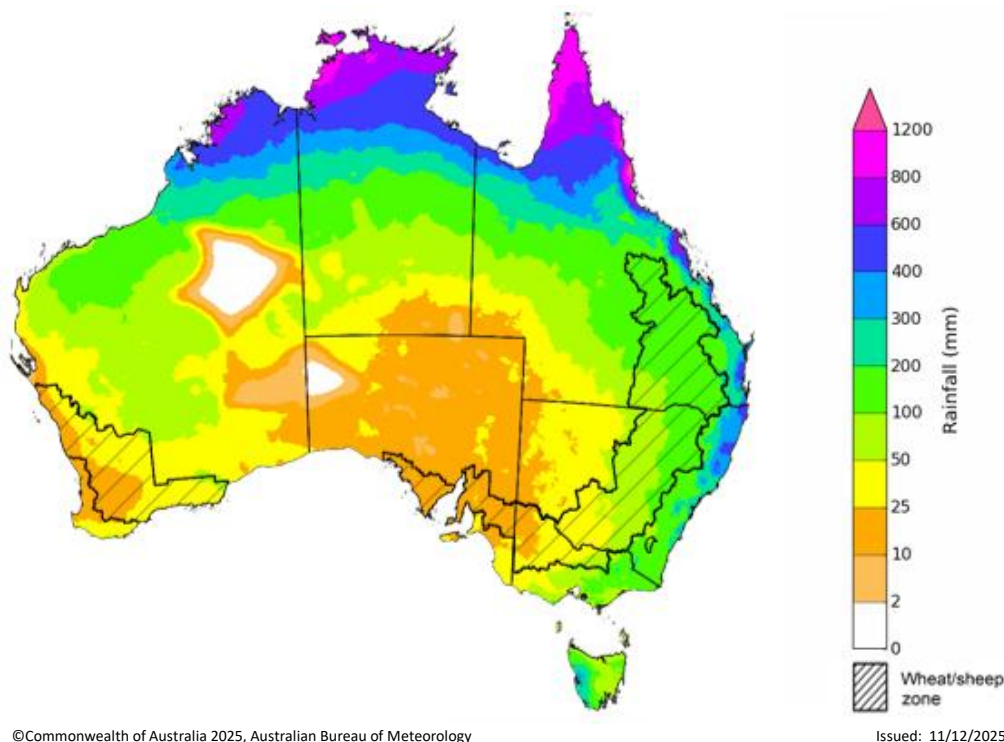 1200
800
600
400
300
200
100
50
25
10
2
0
Rainfall (mm)
Wheat/sheep
zone
©Commonwealth of Australia 2025, Australian Bureau of Meteorology
Issued: 11/12/2025